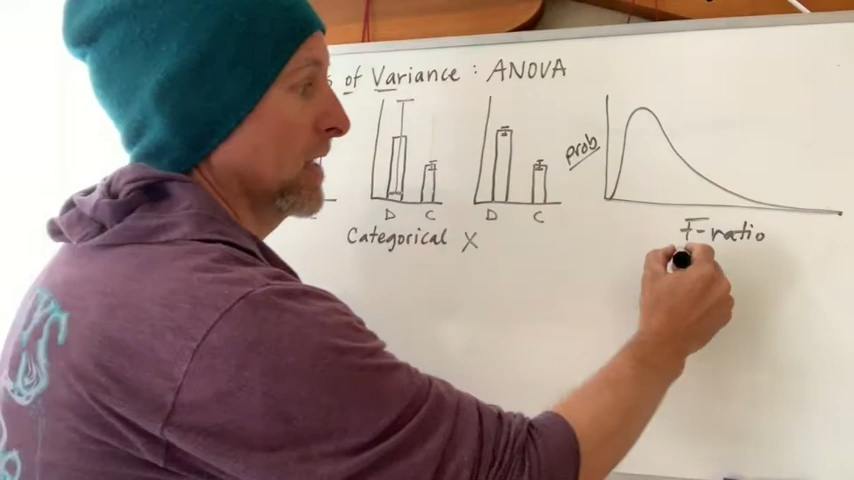 of Variance : ANOVA
prob
D C
D C
Categorical X
F-ratio